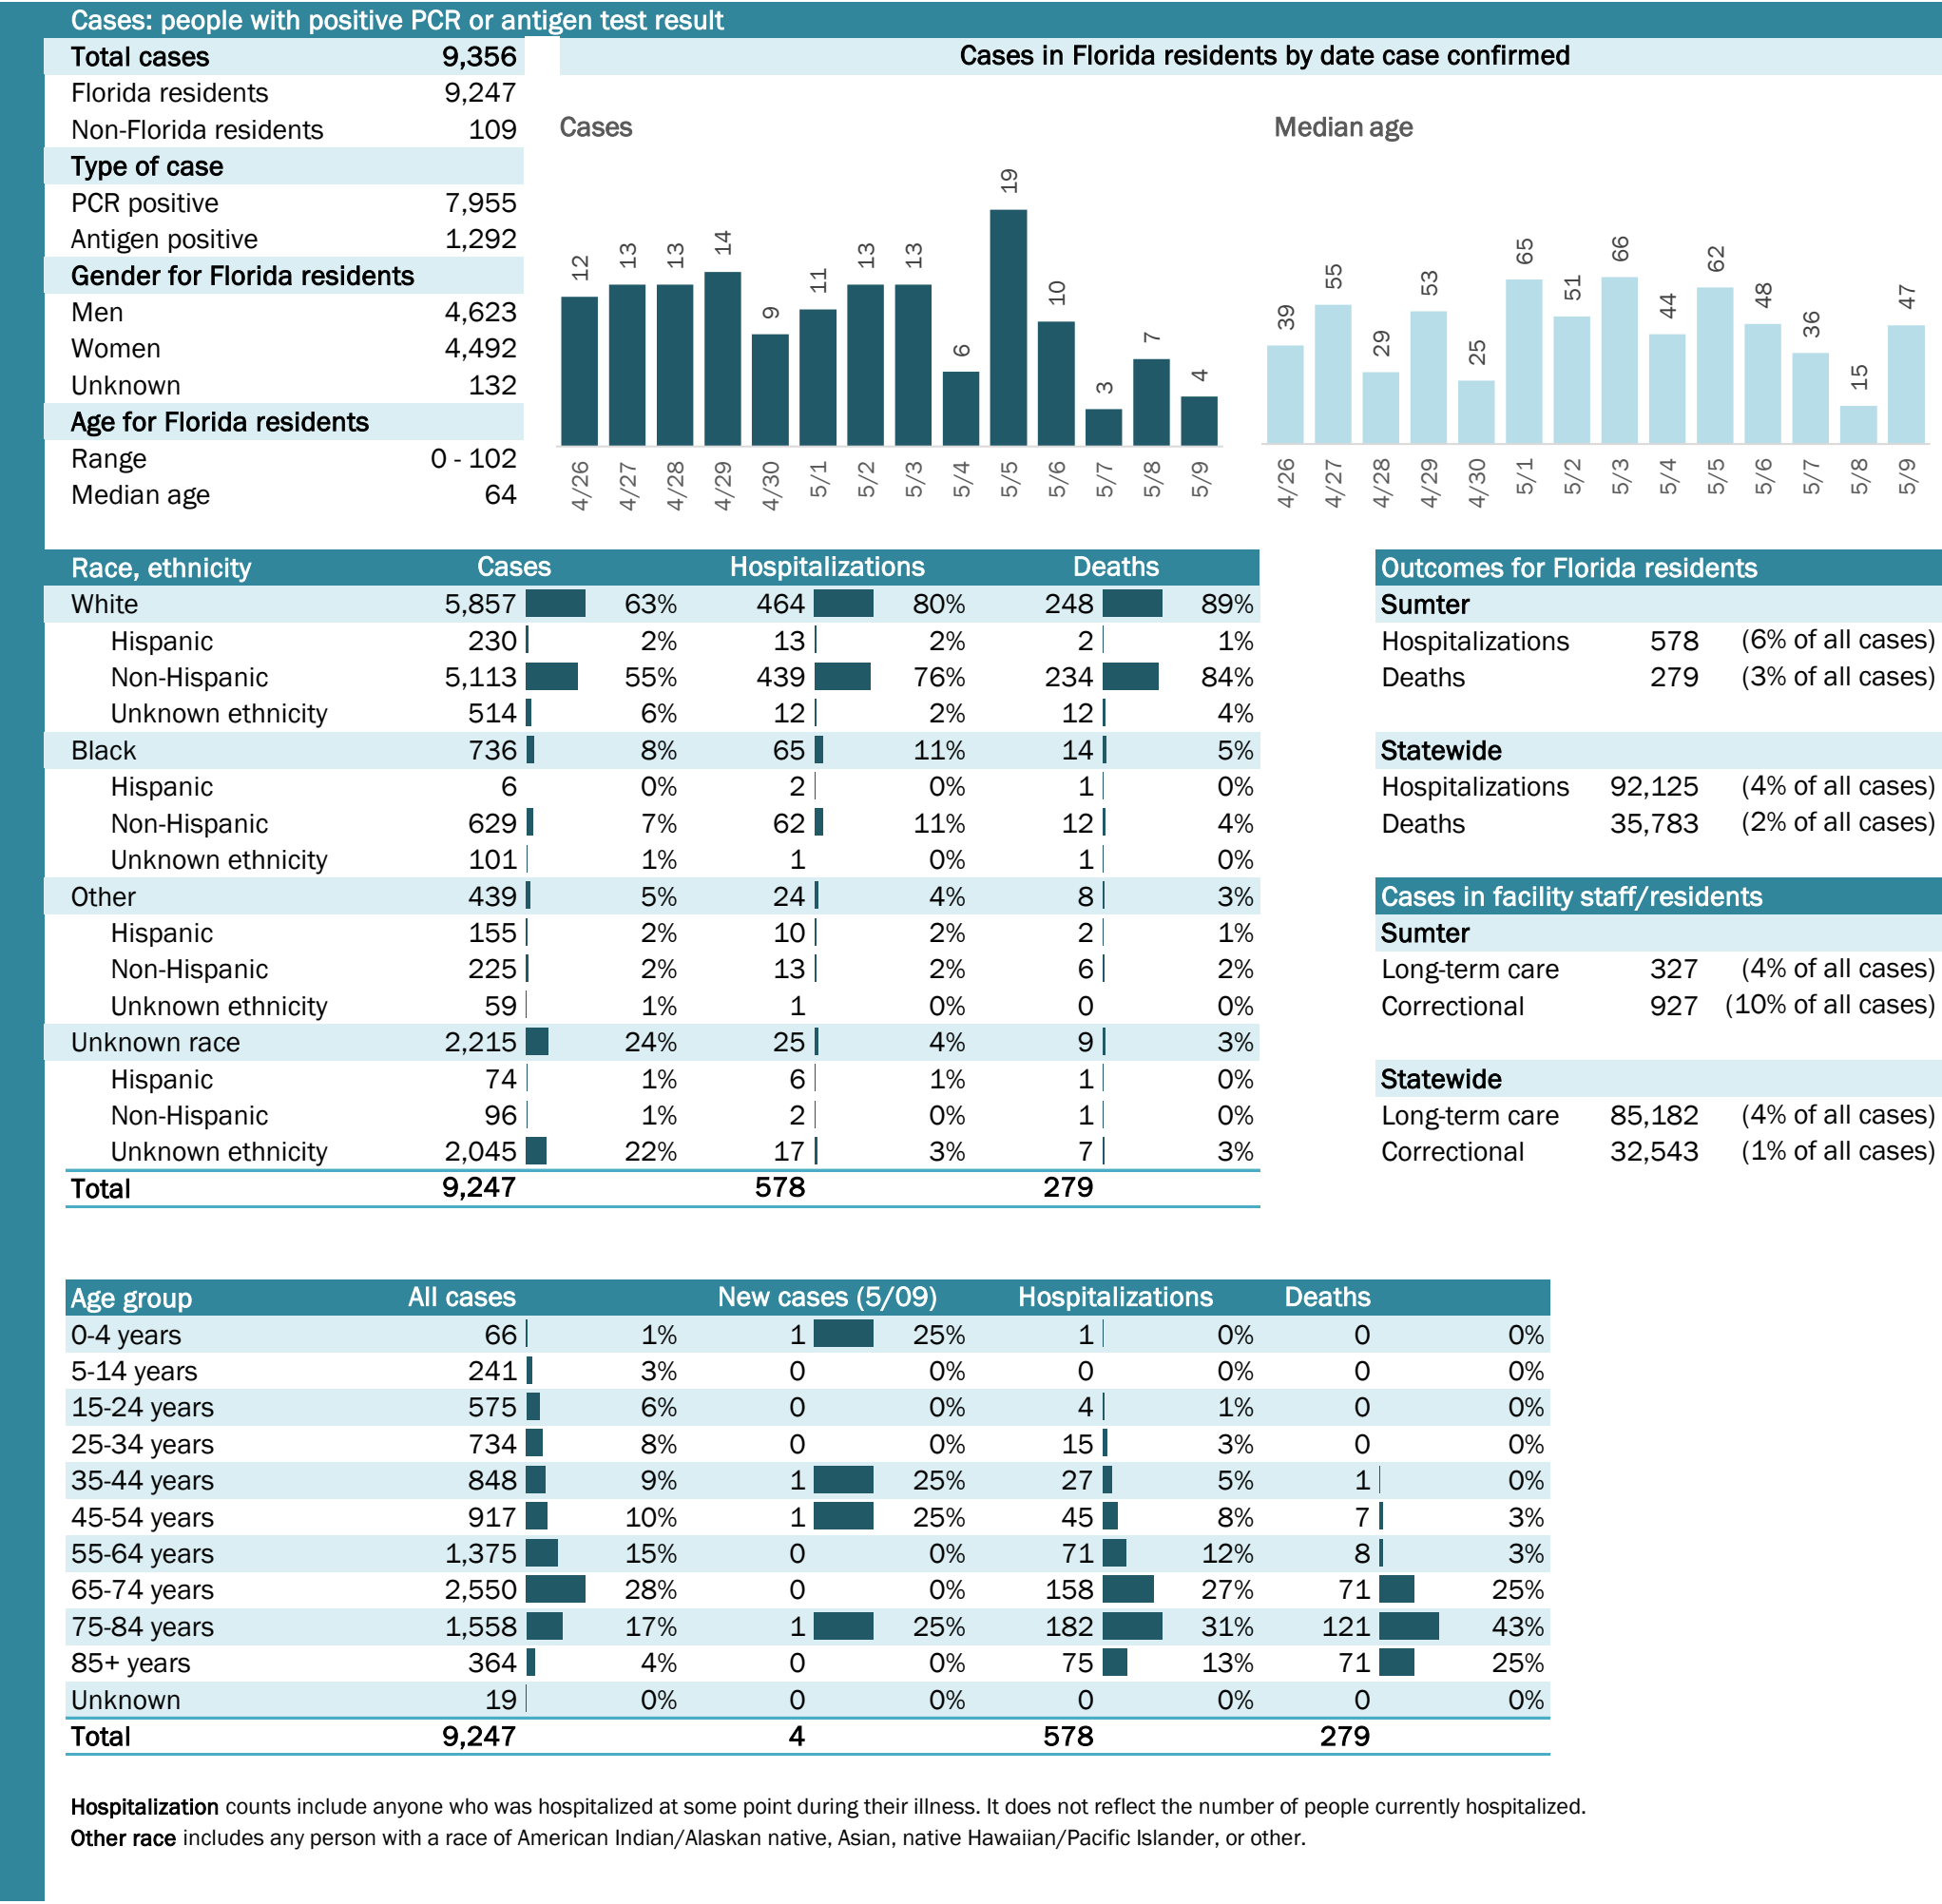 Cases: people with positive PCR or antigen test result
Total cases 9,356
Florida residents 9,247
Non-Florida residents 109
Type of case
PCR positive 7,955
Antigen positive 1,292
Gender for Florida residents
Men 4,623
Women 4,492
Unknown 132
Age for Florida residents
Range 0 - 102
Median age 64
Cases in Florida residents by date case confirmed
Cases
12 13 13 14 9 11 13 13 6 19 10 3 7 4
4/26 4/27 4/28 4/29 4/30 5/1 5/2 5/3 5/4 5/5 5/6 5/7 5/8 5/9
Median age
39 55 29 53 25 65 51 66 44 62 48 36 15 47
4/26 4/27 4/28 4/29 4/30 5/1 5/2 5/3 5/4 5/5 5/6 5/7 5/8 5/9
Race, ethnicity Cases Hospitalizations Deaths
White 5,857 63% 464 80% 248 89%
Hispanic 230 2% 13 2% 2 1%
Non-Hispanic 5,113 55% 439 76% 234 84%
Unknown ethnicity 514 6% 12 2% 12 4%
Black 736 8% 65 11% 14 5%
Hispanic 6 0% 2 0% 1 0%
Non-Hispanic 629 7% 62 11% 12 4%
Unknown ethnicity 101 1% 1 0% 1 0%
Other 439 5% 24 4% 8 3%
Hispanic 155 2% 10 2% 2 1%
Non-Hispanic 225 2% 13 2% 6 2%
Unknown ethnicity 59 1% 1 0% 0 0%
Unknown race 2,215 24% 25 4% 9 3%
Hispanic 74 1% 6 1% 1 0%
Non-Hispanic 96 1% 2 0% 1 0%
Unknown ethnicity 2,045 22% 17 3% 7 3%
Total 9,247 578 279
Outcomes for Florida residents
Sumter
Hospitalizations 578 (6% of all cases)
Deaths 279 (3% of all cases)
Statewide
Hospitalizations 92,125 (4% of all cases)
Deaths 35,783 (2% of all cases)
Cases in facility staff/residents
Sumter
Long-term care 327 (4% of all cases)
Correctional 927 (10% of all cases)
Statewide
Long-term care 85,182 (4% of all cases)
Correctional 32,543 (1% of all cases)
Age group All cases New cases (5/09) Hospitalizations Deaths
0-4 years 66 1% 1 25% 1 0% 0 0%
5-14 years 241 3% 0 0% 0 0% 0 0%
15-24 years 575 6% 0 0% 4 1% 0 0%
25-34 years 734 8% 0 0% 15 3% 0 0%
35-44 years 848 9% 1 25% 27 5% 1 0%
45-54 years 917 10% 1 25% 45 8% 7 3%
55-64 years 1,375 15% 0 0% 71 12% 8 3%
65-74 years 2,550 28% 0 0% 158 27% 71 25%
75-84 years 1,558 17% 1 25% 182 31% 121 43%
85+ years 364 4% 0 0% 75 13% 71 25%
Unknown 19 0% 0 0% 0 0% 0 0%
Total 9,247 4 578 279
Hospitalization counts include anyone who was hospitalized at some point during their illness. It does not reflect the number of people currently hospitalized.
Other race includes any person with a race of American Indian/Alaskan native, Asian, native Hawaiian/Pacific Islander, or other.